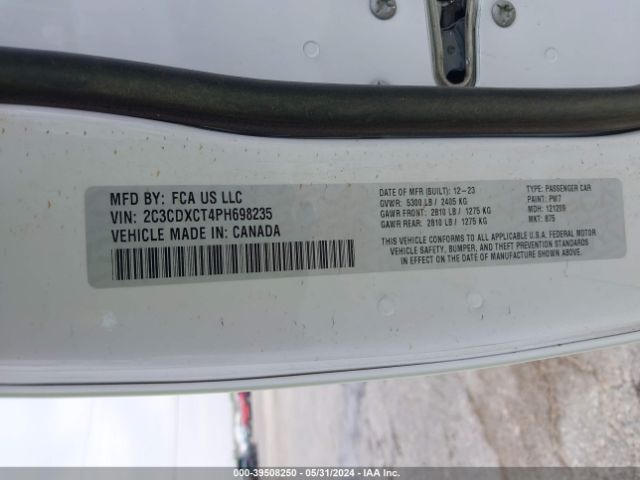 MFD BY: FCA US LLC
VIN: 2C3CDXCT4PH698235
VEHICLE MADE IN: CANADA
DATE OF MFR (BUILT): 12-23
GVWR: 5300 LB / 2405 KG
GAWR FRONT: 2810 LB / 1275 KG
GAWR REAR: 2810 LB / 1275 KG
TYPE: PASSENGER CAR
PAINT: PW7
MDH: 121209
MKT: 875
THIS VEHICLE CONFORMS TO ALL APPLICABLE U.S.A. FEDERAL MOTOR
VEHICLE SAFETY, BUMPER, AND THEFT PREVENTION STANDARDS
IN EFFECT ON THE DATE OF MANUFACTURE SHOWN ABOVE.
000-39508250 - 05/31/2024 - IAAI.COM